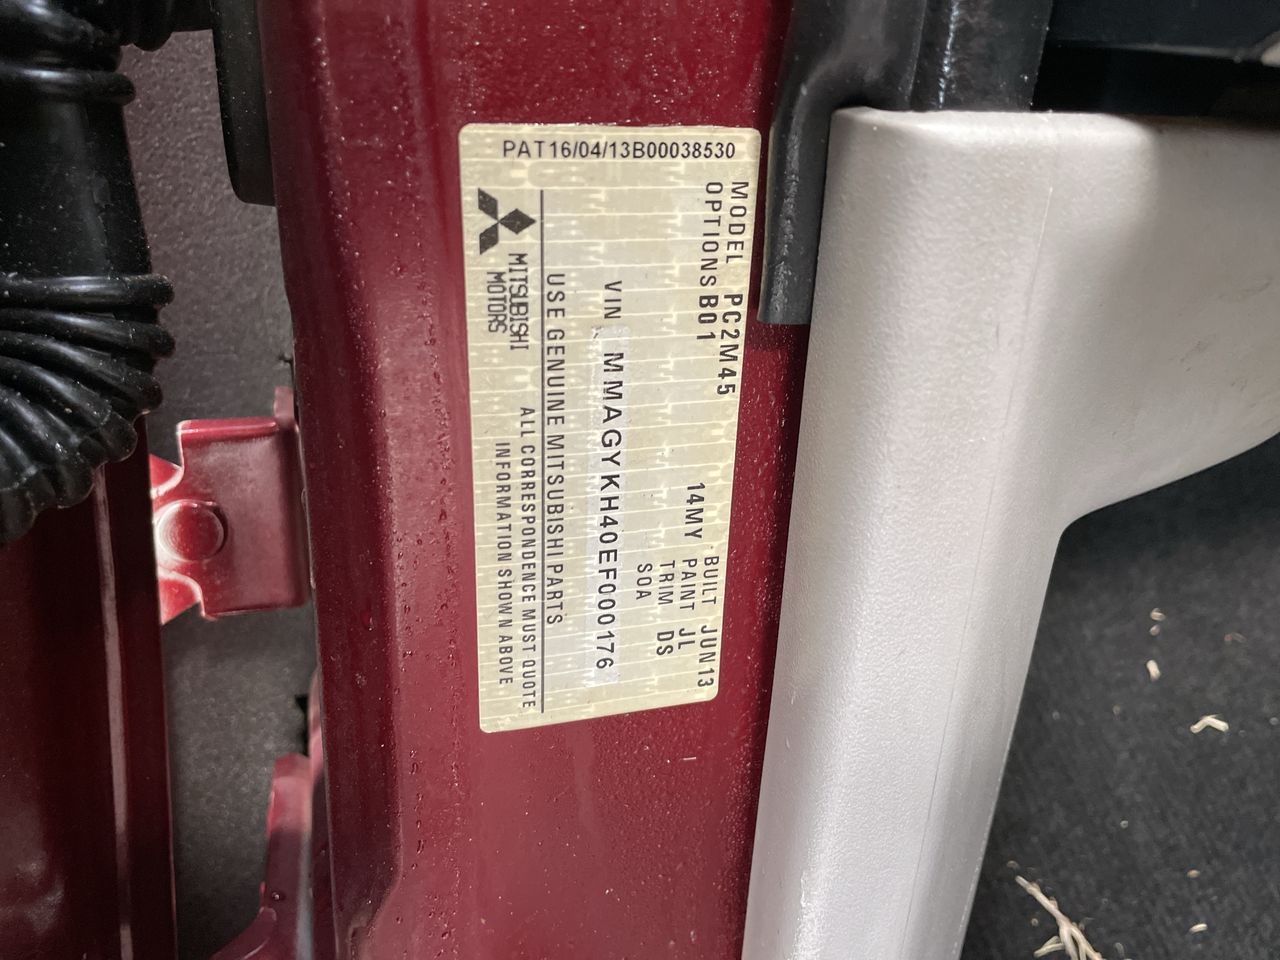 PAT16/04/13B00038530
MODEL PC2M45
OPTIONS B01
14MY
BUILT JUN13
PAINT JL
TRIM DS
SOA
VIN MMAGYKH40EF000176
USE GENUINE MITSUBISHI PARTS
MITSUBISHI
MOTORS
ALL CORRESPONDENCE MUST QUOTE
INFORMATION SHOWN ABOVE